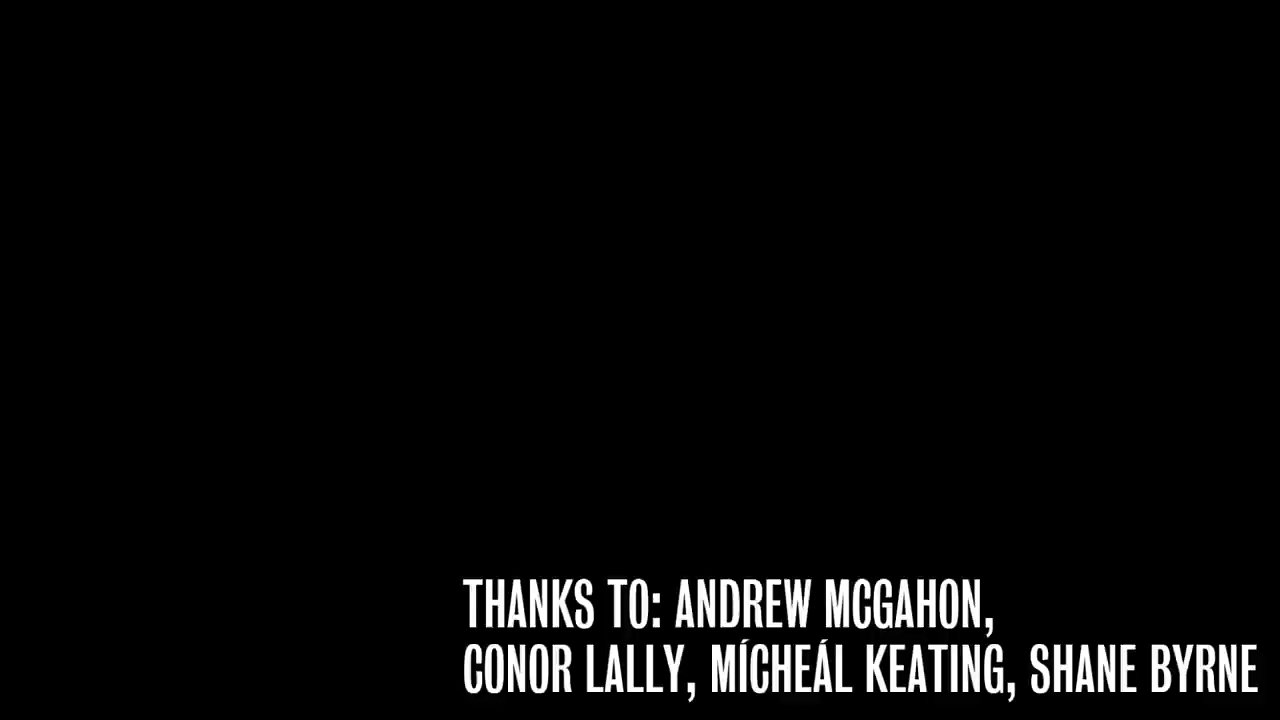 THANKS TO: ANDREW MCGAHON,
CONOR LALLY, MÍCHEÁL KEATING, SHANE BYRNE